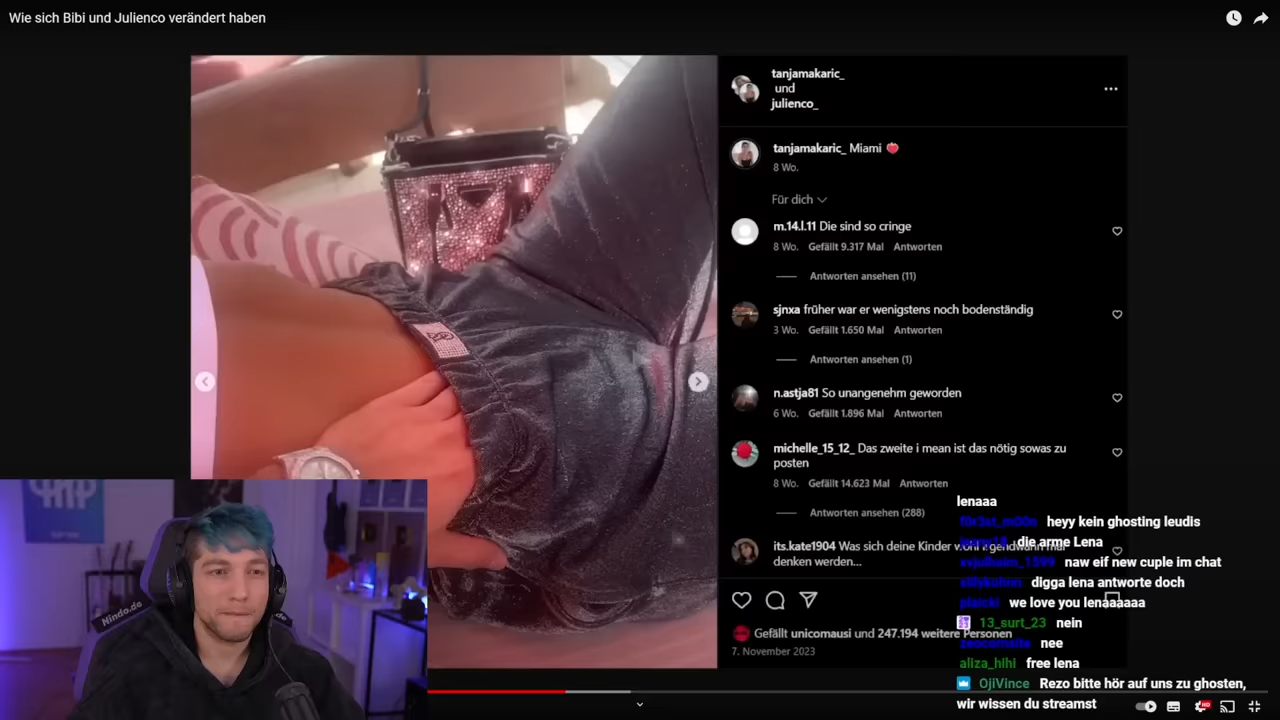 Wie sich Bibi und Julienco verändert haben
tanjamakaric_
und
julienco_
tanjamakaric_ Miami
8 Wo.
Für dich
m.14.l.11 Die sind so cringe
8 Wo. Gefällt 9.317 Mal Antworten
Antworten ansehen (11)
sjnxa früher war er wenigstens noch bodenständig
3 Wo. Gefällt 1.650 Mal Antworten
Antworten ansehen (1)
n.astja81 So unangenehm geworden
6 Wo. Gefällt 1.896 Mal Antworten
michelle_15_12_ Das zweite i mean ist das nötig sowas zu
posten
8 Wo. Gefällt 14.623 Mal Antworten
Antworten ansehen (288)
its.kate1904 Was sich deine Kinder wohl irgendwann mal
denken werden...
Gefällt unicomausi und 247.194 weitere Personen
7. November 2023
lenaaa
heyy kein ghosting leudis
die arme Lena
naw eif new cuple im chat
digga lena antworte doch
we love you lenaaaaaa
13_surt_23 nein
nee
aliza_hihi free lena
OjiVince Rezo bitte hör auf uns zu ghosten,
wir wissen du streamst
Nindo.de
HD